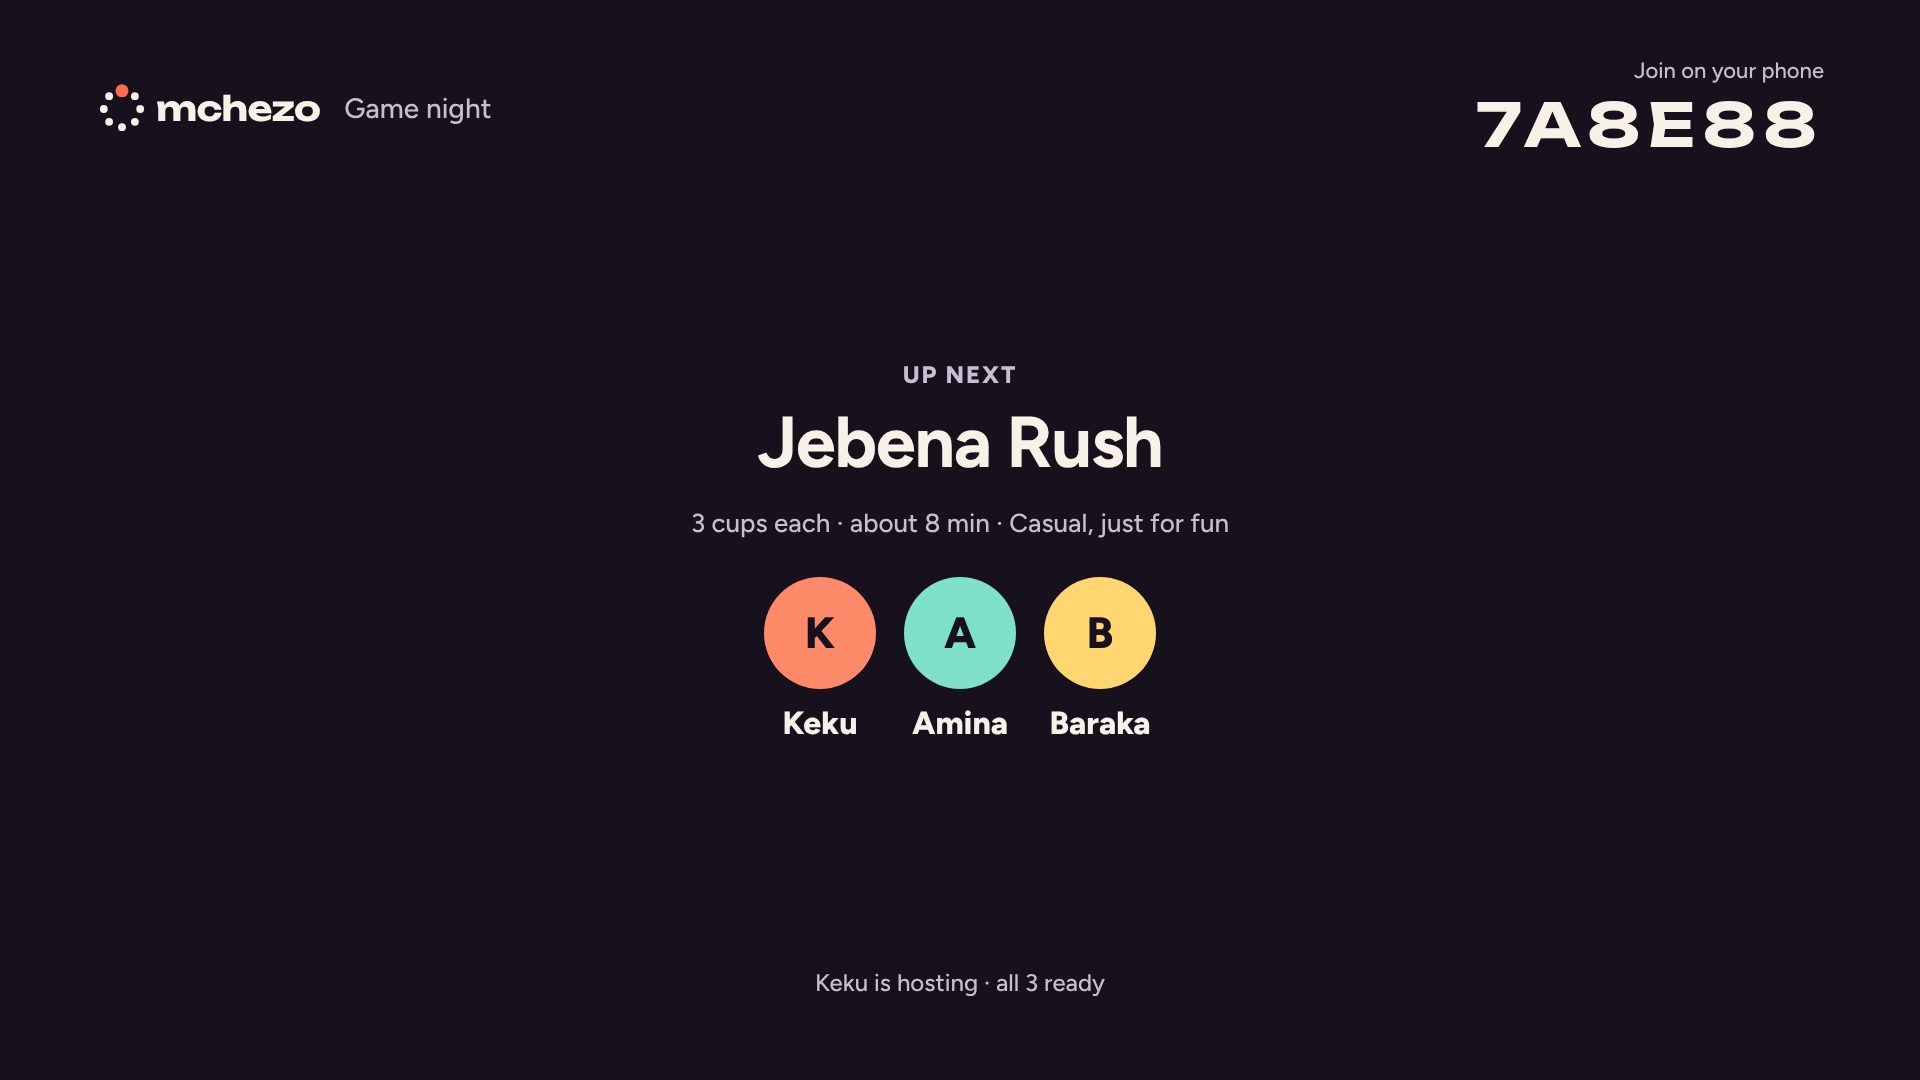 mchezo Game night
Join on your phone
7A8E88
UP NEXT
Jebena Rush
3 cups each · about 8 min · Casual, just for fun
K A B
Keku Amina Baraka
Keku is hosting · all 3 ready